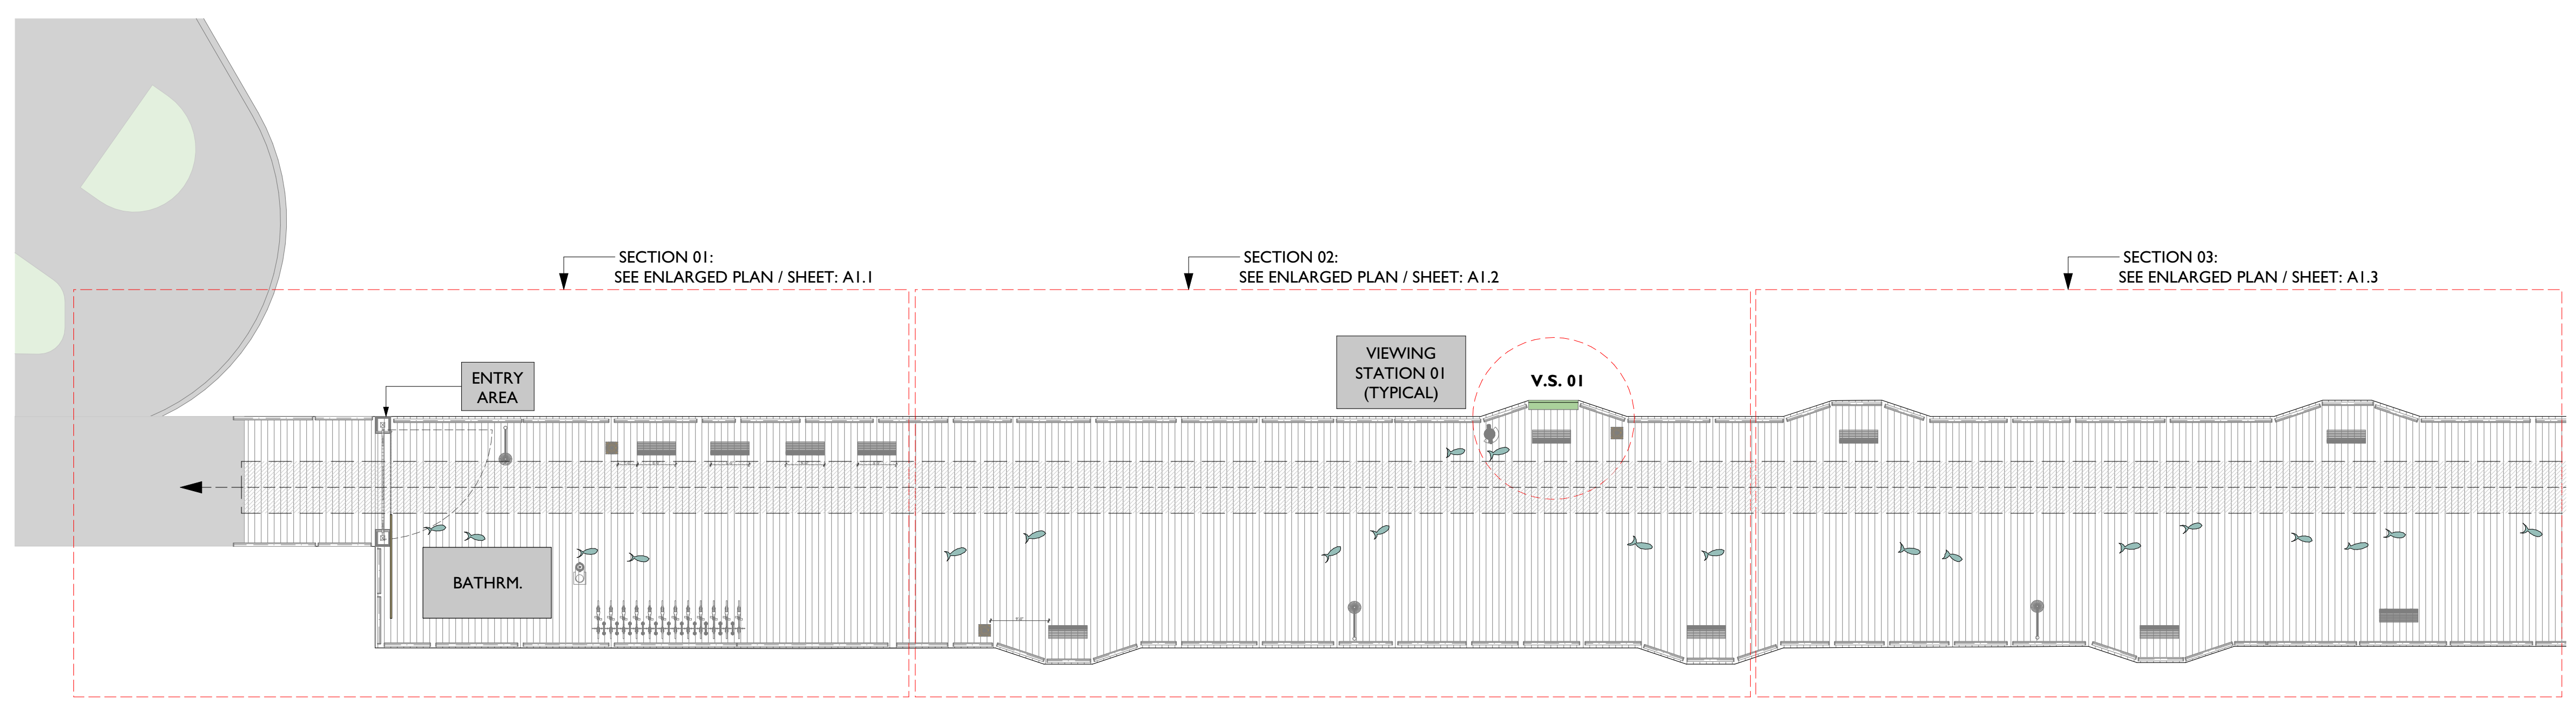 SECTION 01:
SEE ENLARGED PLAN / SHEET: A1.1
SECTION 02:
SEE ENLARGED PLAN / SHEET: A1.2
SECTION 03:
SEE ENLARGED PLAN / SHEET: A1.3
ENTRY
AREA
VIEWING
STATION 01
(TYPICAL)
V.S. 01
BATHRM.